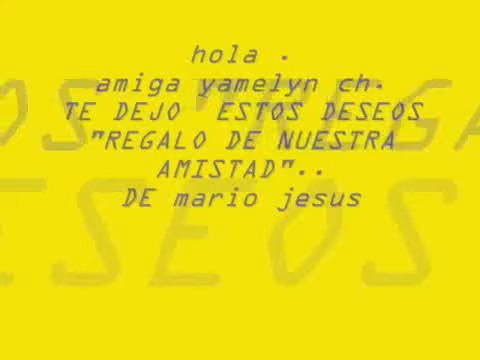 hola .
amiga yamelyn ch.
TE DEJO  ESTOS DESEOS
"REGALO DE NUESTRA
AMISTAD"..
DE mario jesus